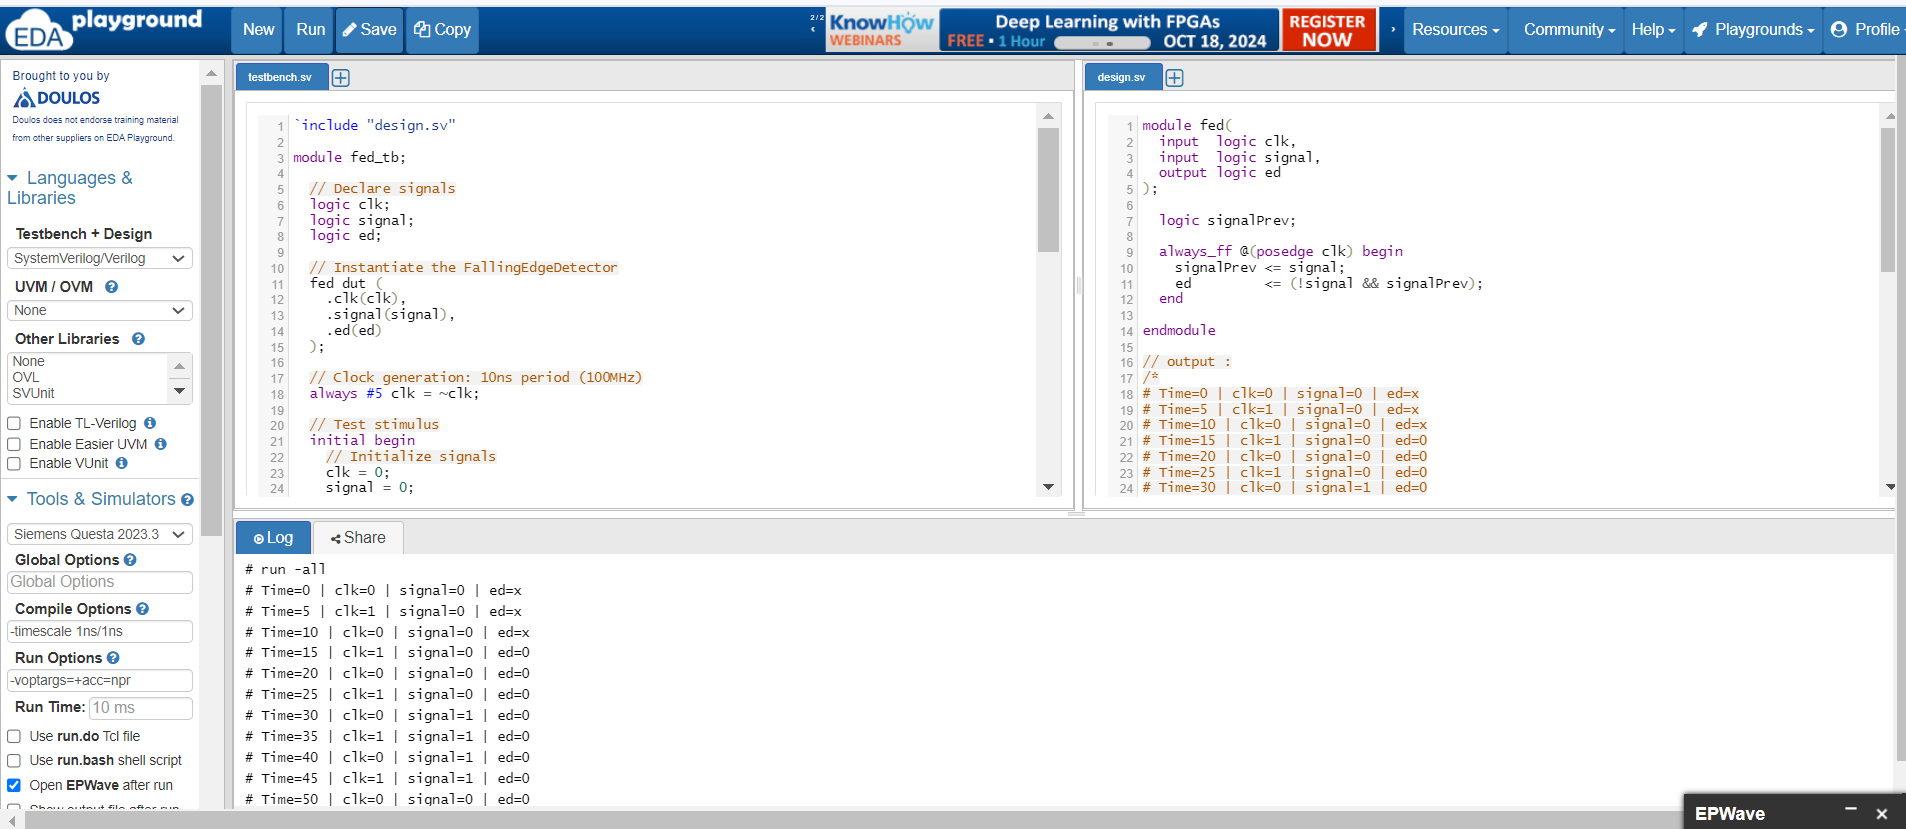 EDA playground
New
Run
Save
Copy
2/2
KnowHow
WEBINARS
Deep Learning with FPGAs
FREE • 1 Hour
OCT 18, 2024
REGISTER
NOW
Resources
Community
Help
Playgrounds
Profile
Brought to you by
DOULOS
Doulos does not endorse training material
from other suppliers on EDA Playground.
Languages &
Libraries
Testbench + Design
SystemVerilog/Verilog
UVM / OVM
None
Other Libraries
None
OVL
SVUnit
Enable TL-Verilog
Enable Easier UVM
Enable VUnit
Tools & Simulators
Siemens Questa 2023.3
Global Options
Global Options
Compile Options
-timescale 1ns/1ns
Run Options
-voptargs=+acc=npr
Run Time: 10 ms
Use run.do Tcl file
Use run.bash shell script
Open EPWave after run
Show output file after run
testbench.sv
1 `include "design.sv"
2
3 module fed_tb;
4
5 // Declare signals
6 logic clk;
7 logic signal;
8 logic ed;
9
10 // Instantiate the FallingEdgeDetector
11 fed dut (
12 .clk(clk),
13 .signal(signal),
14 .ed(ed)
15 );
16
17 // Clock generation: 10ns period (100MHz)
18 always #5 clk = ~clk;
19
20 // Test stimulus
21 initial begin
22 // Initialize signals
23 clk = 0;
24 signal = 0;
design.sv
1 module fed(
2 input  logic clk,
3 input  logic signal,
4 output logic ed
5 );
6
7 logic signalPrev;
8
9 always_ff @(posedge clk) begin
10 signalPrev <= signal;
11 ed         <= (!signal && signalPrev);
12 end
13
14 endmodule
15
16 // output :
17 /*
18 # Time=0 | clk=0 | signal=0 | ed=x
19 # Time=5 | clk=1 | signal=0 | ed=x
20 # Time=10 | clk=0 | signal=0 | ed=x
21 # Time=15 | clk=1 | signal=0 | ed=0
22 # Time=20 | clk=0 | signal=0 | ed=0
23 # Time=25 | clk=1 | signal=0 | ed=0
24 # Time=30 | clk=0 | signal=1 | ed=0
Log
Share
# run -all
# Time=0 | clk=0 | signal=0 | ed=x
# Time=5 | clk=1 | signal=0 | ed=x
# Time=10 | clk=0 | signal=0 | ed=x
# Time=15 | clk=1 | signal=0 | ed=0
# Time=20 | clk=0 | signal=0 | ed=0
# Time=25 | clk=1 | signal=0 | ed=0
# Time=30 | clk=0 | signal=1 | ed=0
# Time=35 | clk=1 | signal=1 | ed=0
# Time=40 | clk=0 | signal=1 | ed=0
# Time=45 | clk=1 | signal=1 | ed=0
# Time=50 | clk=0 | signal=0 | ed=0
EPWave